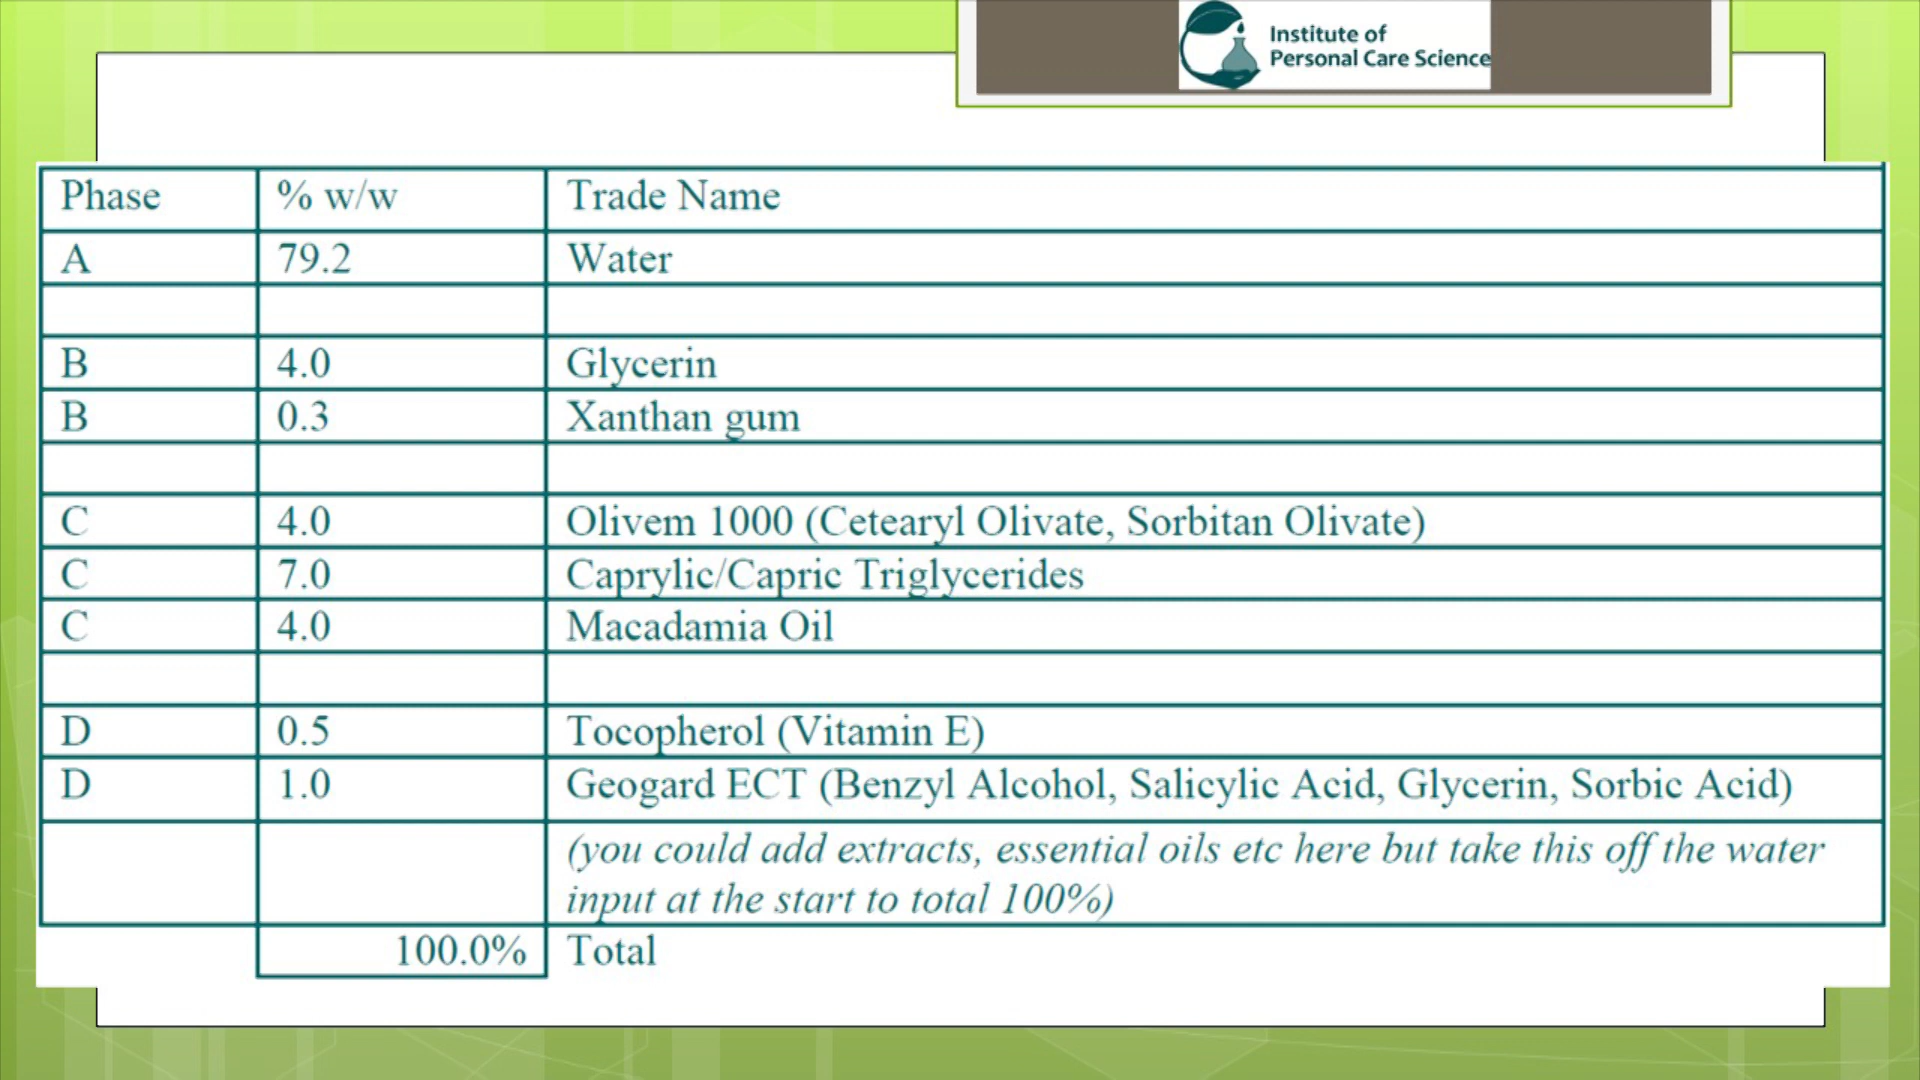 Institute of
Personal Care Science
Phase % w/w Trade Name
A 79.2 Water
B 4.0 Glycerin
B 0.3 Xanthan gum
C 4.0 Olivem 1000 (Cetearyl Olivate, Sorbitan Olivate)
C 7.0 Caprylic/Capric Triglycerides
C 4.0 Macadamia Oil
D 0.5 Tocopherol (Vitamin E)
D 1.0 Geogard ECT (Benzyl Alcohol, Salicylic Acid, Glycerin, Sorbic Acid)
(you could add extracts, essential oils etc here but take this off the water
input at the start to total 100%)
100.0% Total